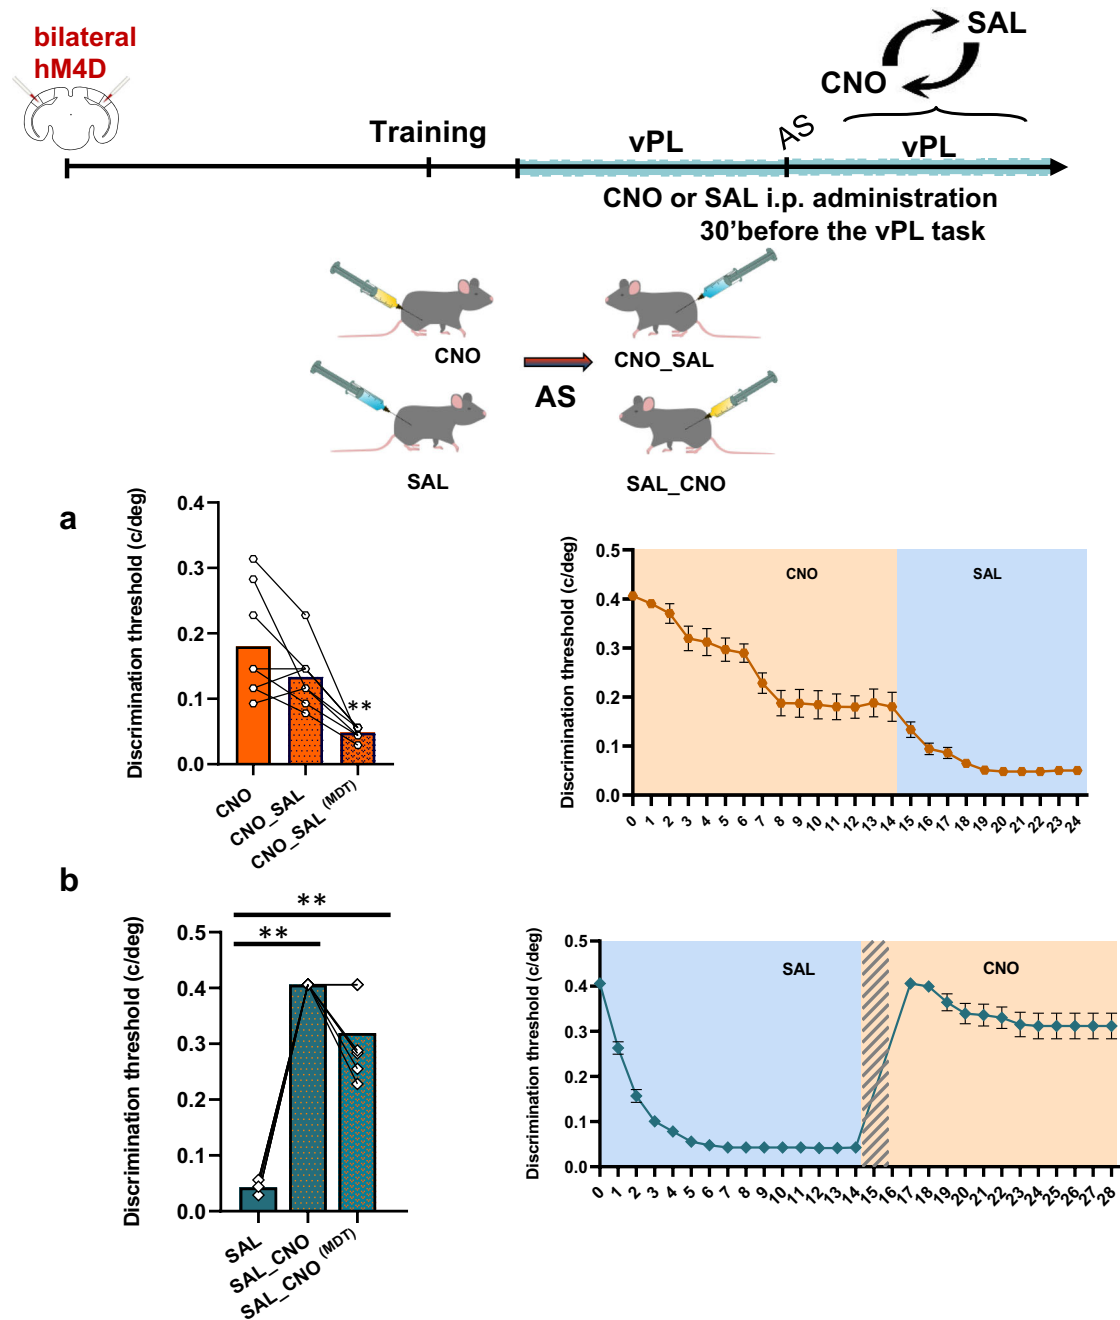 bilateral
hM4D
SAL
CNO
Training
vPL
AS
vPL
CNO or SAL i.p. administration
30'before the vPL task
CNO
CNO_SAL
AS
SAL
SAL_CNO
a
Discrimination threshold (c/deg)
0.4
0.3
0.2
0.1
0.0
**
CNO
CNO_SAL
CNO_SAL (MDT)
Discrimination threshold (c/deg)
0.5
0.4
0.3
0.2
0.1
0.0
CNO
SAL
0 1 2 3 4 5 6 7 8 9 10 11 12 13 14 15 16 17 18 19 20 21 22 23 24
b
Discrimination threshold (c/deg)
0.5
0.4
0.3
0.2
0.1
0.0
**
**
SAL
SAL_CNO
SAL_CNO (MDT)
Discrimination threshold (c/deg)
0.5
0.4
0.3
0.2
0.1
0.0
SAL
CNO
0 1 2 3 4 5 6 7 8 9 10 11 12 13 14 15 16 17 18 19 20 21 22 23 24 25 26 27 28